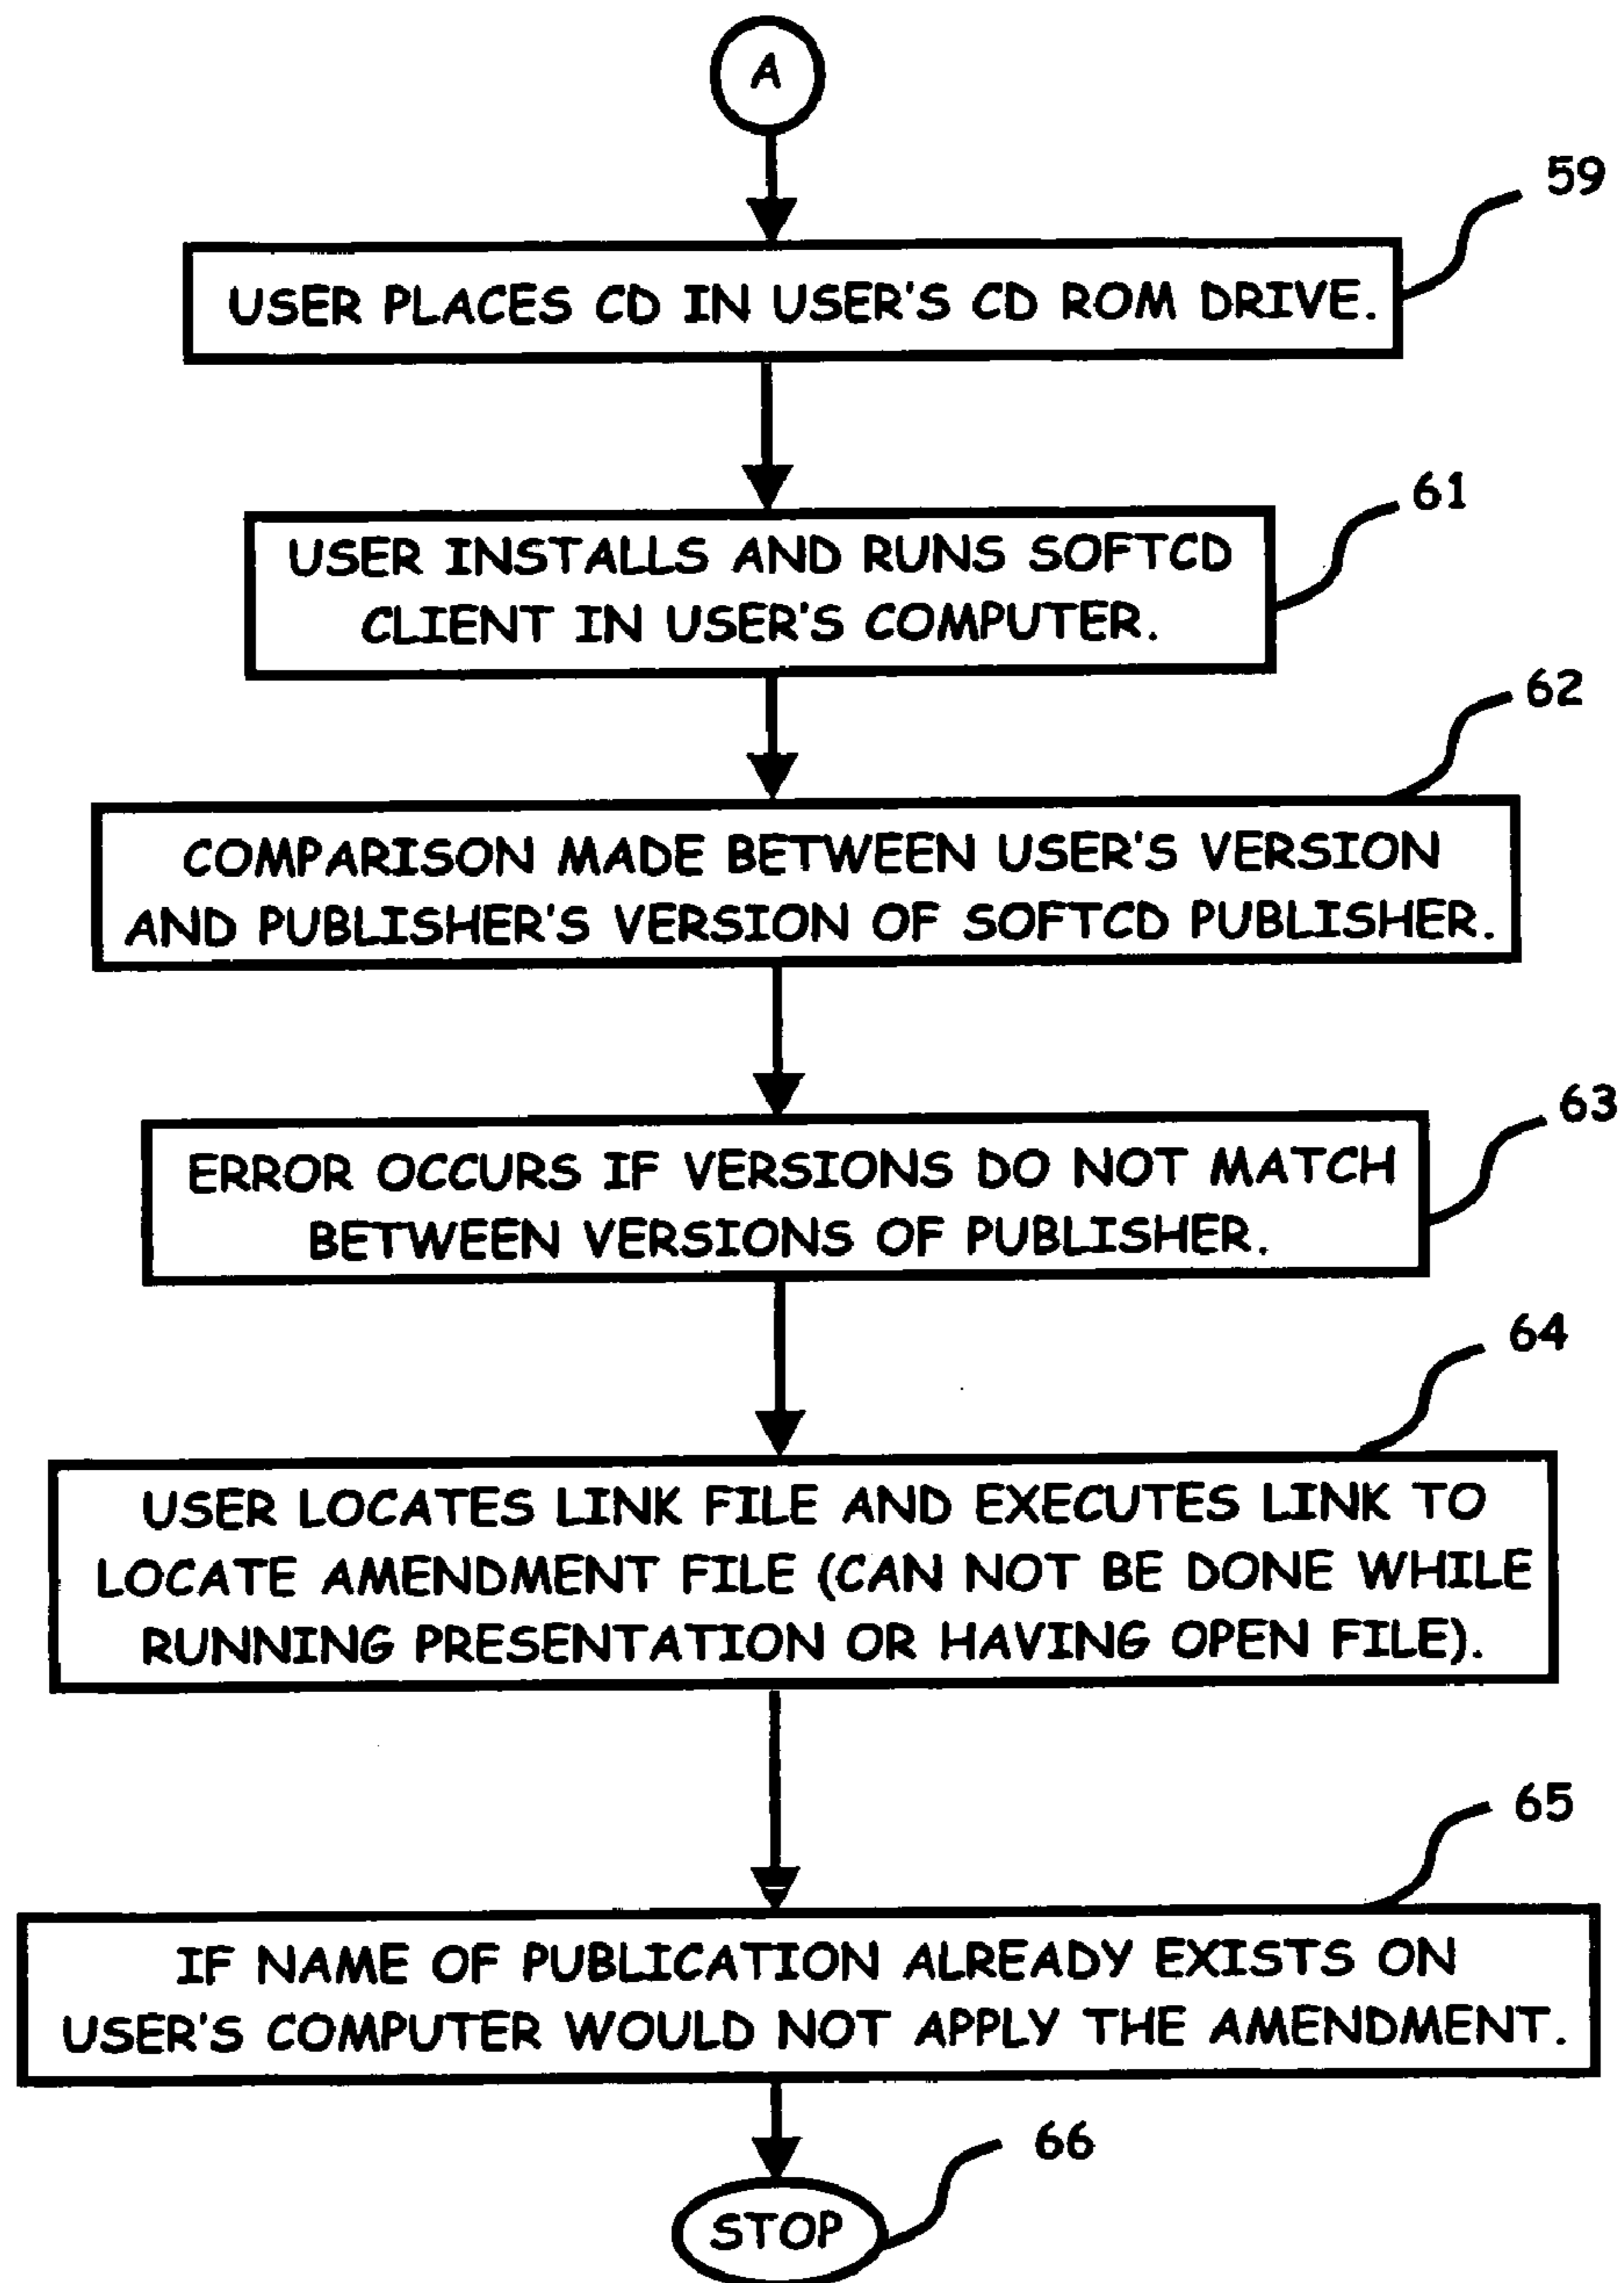 A
59
USER PLACES CD IN USER'S CD ROM DRIVE.
61
USER INSTALLS AND RUNS SOFTCD
CLIENT IN USER'S COMPUTER.
62
COMPARISON MADE BETWEEN USER'S VERSION
AND PUBLISHER'S VERSION OF SOFTCD PUBLISHER.
63
ERROR OCCURS IF VERSIONS DO NOT MATCH
BETWEEN VERSIONS OF PUBLISHER.
64
USER LOCATES LINK FILE AND EXECUTES LINK TO
LOCATE AMENDMENT FILE (CAN NOT BE DONE WHILE
RUNNING PRESENTATION OR HAVING OPEN FILE).
65
IF NAME OF PUBLICATION ALREADY EXISTS ON
USER'S COMPUTER WOULD NOT APPLY THE AMENDMENT.
66
STOP